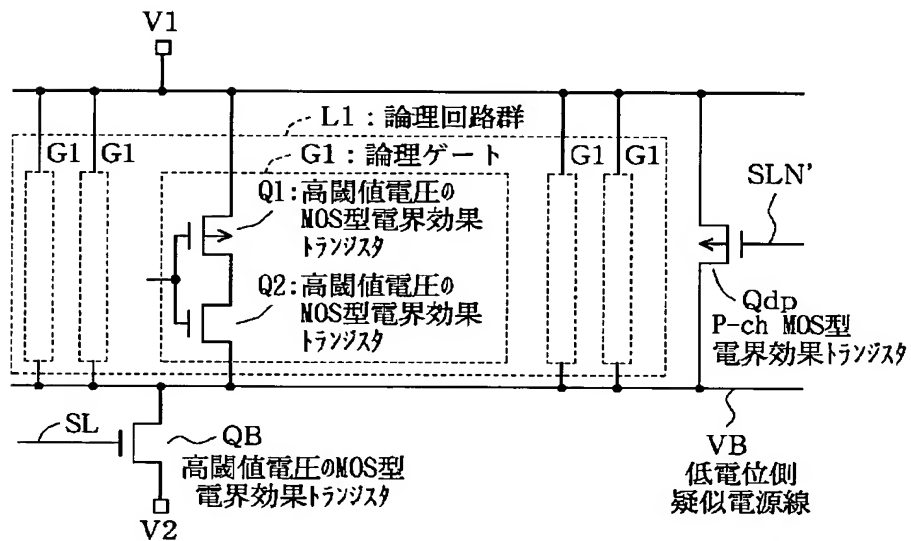 V1
L1：論理回路群
G1
G1
G1：論理ゲート
G1
G1
Q1:高閾値電圧の
MOS型電界効果
トランジスタ
SLN'
Q2:高閾値電圧の
MOS型電界効果
トランジスタ
Qdp
P-ch MOS型
電界効果トランジスタ
SL
QB
高閾値電圧のMOS型
電界効果トランジスタ
V2
VB
低電位側
疑似電源線